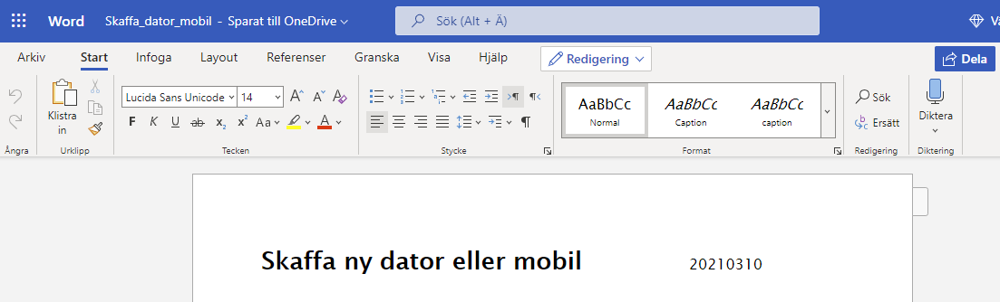 Word Skaffa_dator_mobil - Sparat till OneDrive Sök (Alt + Ä)
Arkiv Start Infoga Layout Referenser Granska Visa Hjälp Redigering Dela
Lucida Sans Unicode 14 AaBbCc AaBbCc AaBbCc Sök
Klistra in F K U ab x₂ x² Aa A Normal Caption caption Ersätt Diktera
Ångra Urklipp Tecken Stycke Format Redigering Diktering
Skaffa ny dator eller mobil 20210310